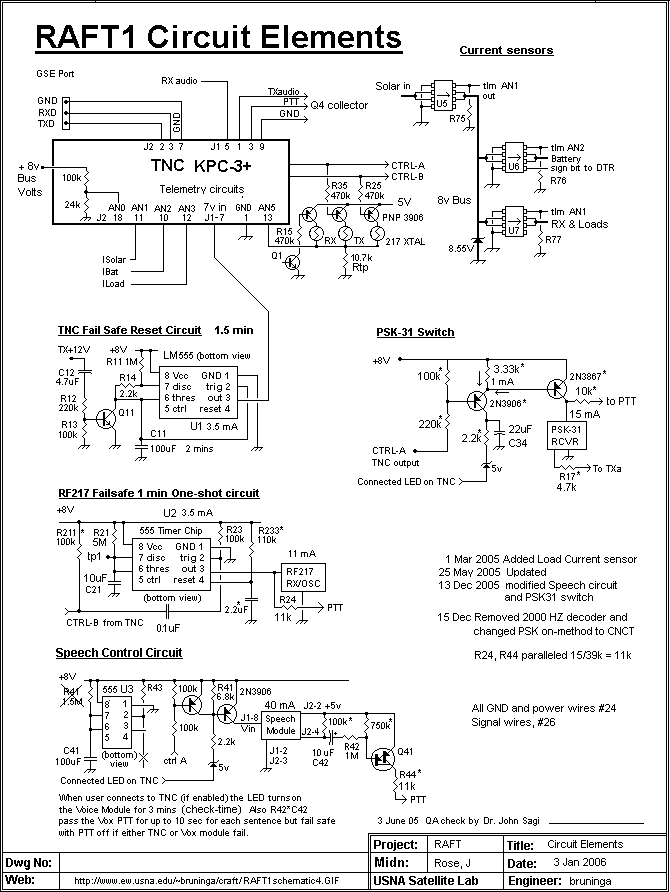 RAFT1 Circuit Elements
Current sensors
GSE Port
GND
RXD
TXD
GND
RX audio
TXaudio
PTT
Q4 collector
GND
J2 2 3 7
J1 5 1 3 9
TNC KPC-3+
Telemetry circuits
+ 8v
Bus
Volts
100k
24k
AN0 AN1 AN2 AN3 7v in GND AN5
J2 18 11 10 12 J1-7 1 13
ISolar
IBat
ILoad
CTRL-A
CTRL-B
R35 R25
470k 470k
5V
PNP 3906
R15
470k
RX TX 217 XTAL
Q1
10.7k
Rtp
Solar in
U5
tlm AN1
out
R75
tlm AN2
Battery
sign bit to DTR
U6
R76
8v Bus
tlm AN1
RX & Loads
U7
R77
8.55V
TNC Fail Safe Reset Circuit 1.5 min
TX+12V
+8V
R11 1M
LM555 (bottom view
C12
4.7uF
R14
2.2k
R12
220k
R13
100k
Q11
8 Vcc GND 1
7 disc trig 2
6 thres out 3
5 ctrl reset 4
U1 3.5 mA
C11
100uF 2 mins
PSK-31 Switch
+8V
100k*
3.33k*
1 mA
2N3867*
10k*
to PTT
2N3906*
15 mA
220k*
22uF
C34
2.2k*
PSK-31
RCVR
CTRL-A
TNC output
5v
Connected LED on TNC
R17*
4.7k
To TXa
RF217 Failsafe 1 min One-shot circuit
+8V
U2 3.5 mA
R211*
100k
R21
5M
555 Timer Chip
R23
100k
R233*
110k
tp1
8 Vcc GND 1
7 disc trig 2
6 thres out 3
5 ctrl reset 4
10uF
C21
(bottom view)
11 mA
RF217
RX/OSC
R24
11k
PTT
2.2uF*
CTRL-B from TNC
0.1uF
1 Mar 2005 Added Load Current sensor
25 May 2005 Updated
13 Dec 2005 modified Speech circuit
and PSK31 switch
15 Dec Removed 2000 HZ decoder and
changed PSK on-method to CNCT
R24, R44 paralleled 15/39k = 11k
All GND and power wires #24
Signal wires, #26
Speech Control Circuit
+8V
R41
1.5M
555 U3
R43
100k
R41
6.8k
2N3906
8 1
7 2
6 3
5 4
40 mA
J2-2 +5v
J1-8
Vin
Speech
Module
J2-4
100k*
750k*
J1-2
J2-3
10 uF
C42
R42
1M
Q41
R44*
11k
PTT
100k
2.2k
C41
100uF
(bottom)
view
ctrl A
5v
Connected LED on TNC
When user connects to TNC (if enabled) the LED turns on
the Voice Module for 3 mins (check-time) Also R42*C42
pass the Vox PTT for up to 10 sec for each sentence but fail safe
with PTT off if either TNC or Vox module fail.
3 June 05 QA check by Dr. John Sagi
Project: RAFT Title: Circuit Elements
Dwg No: Midn: Rose, J Date: 3 Jan 2006
Web: http://www.ew.usna.edu/~bruninga/craft/RAFT1schematic4.GIF USNA Satellite Lab Engineer: bruninga